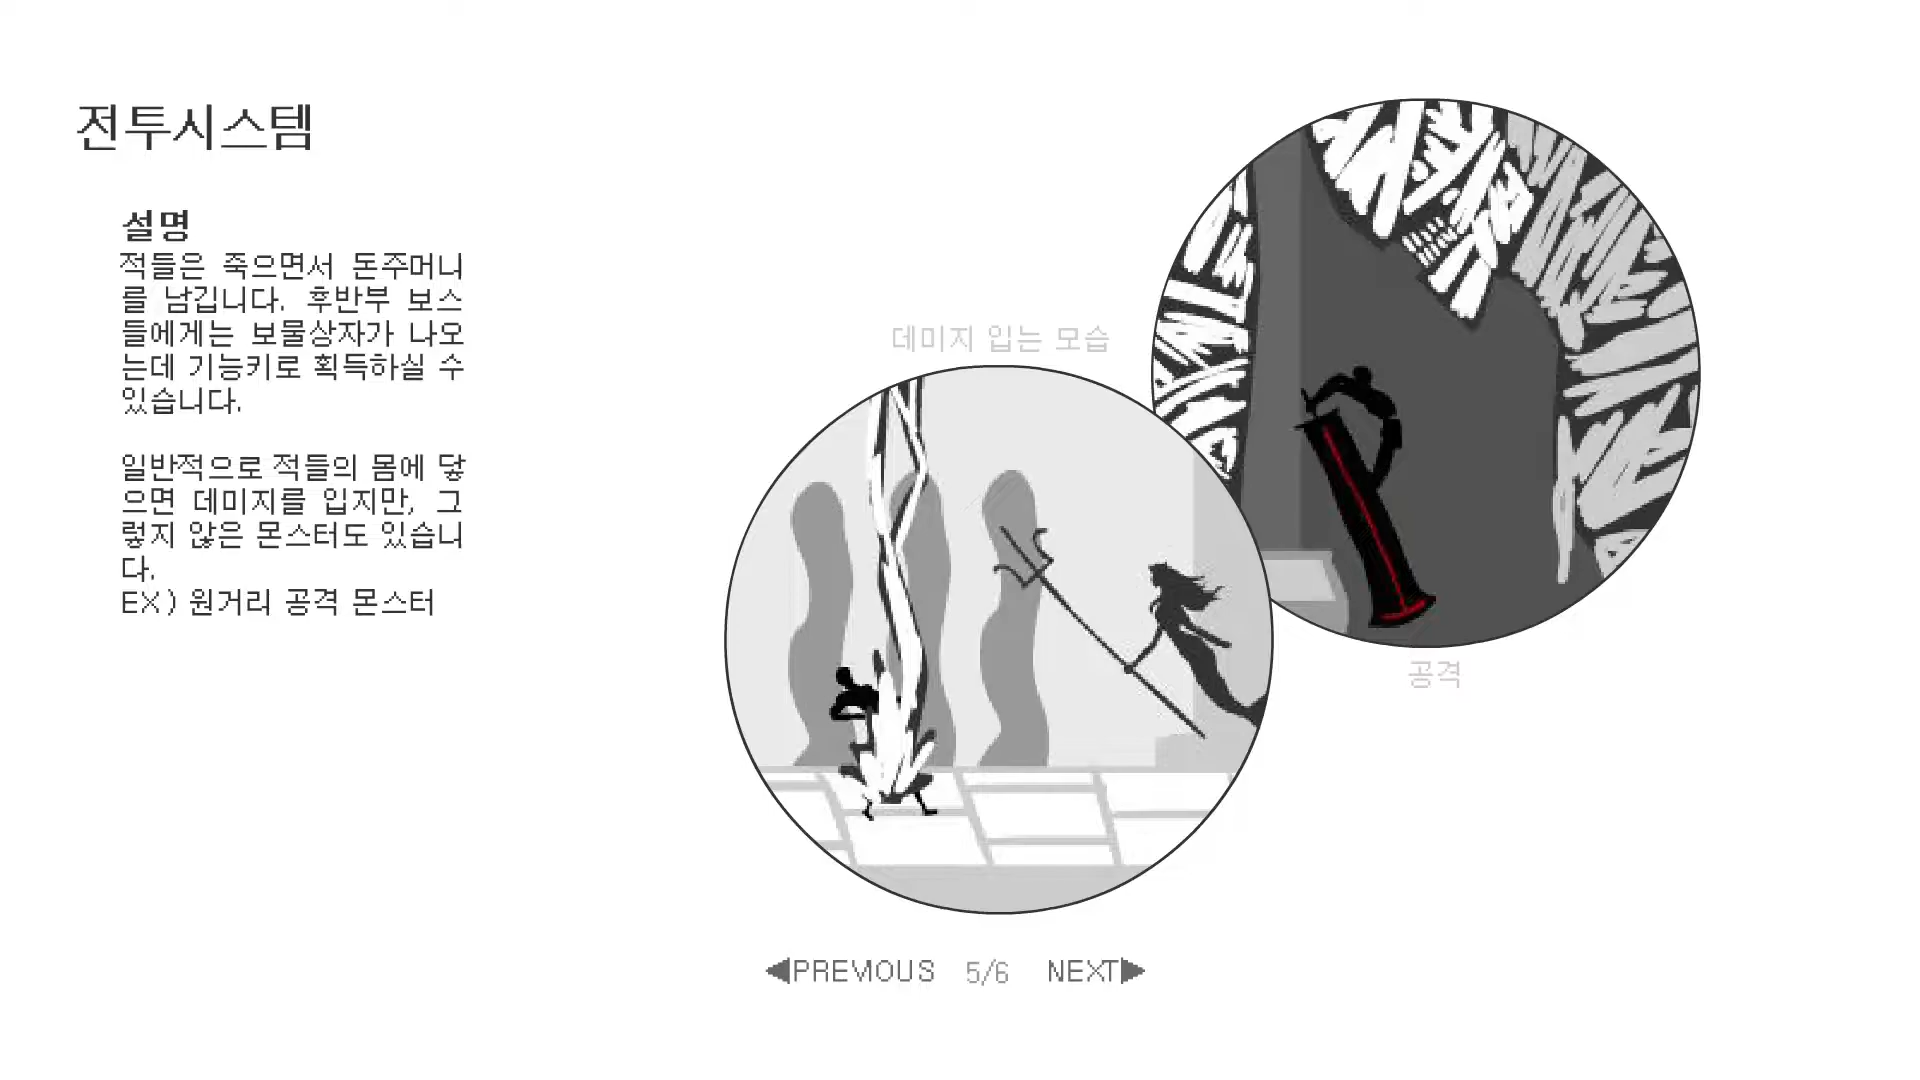 전투시스템
설명
적들은 죽으면서 돈주머니
를 남깁니다. 후반부 보스
들에게는 보물상자가 나오
는데 기능키로 획득하실 수
있습니다.
일반적으로 적들의 몸에 닿
으면 데미지를 입지만, 그
렇지 않은 몬스터도 있습니
다.
EX) 원거리 공격 몬스터
데미지 입는 모습
공격
◀PREVIOUS 5/6 NEXT▶